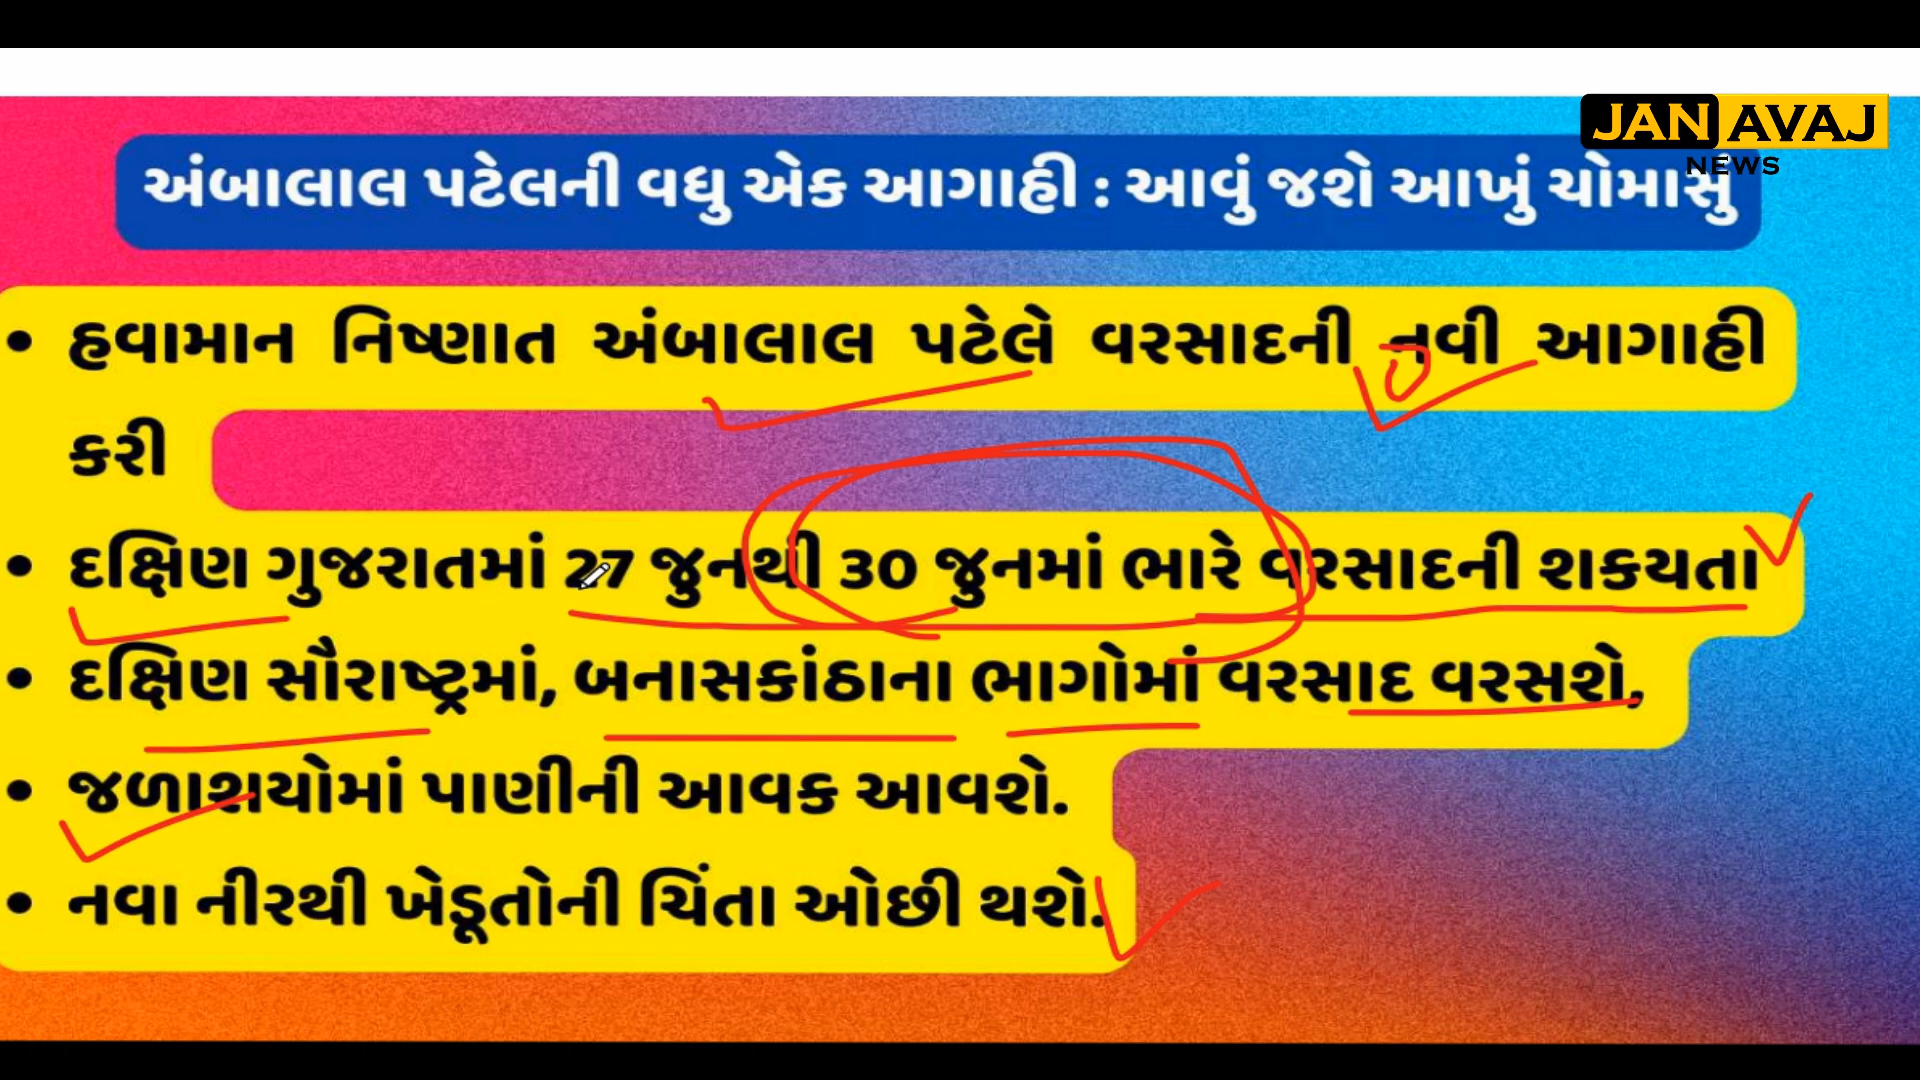 JAN AVAJ
NEWS
અંબાલાલ પટેલની વધુ એક આગાહી : આવું જશે આખું ચોમાસું
• હવામાન નિષ્ણાત અંબાલાલ પટેલે વરસાદની નવી આગાહી
કરી
• દક્ષિણ ગુજરાતમાં 27 જુનથી 30 જુનમાં ભારે વરસાદની શકયતા
• દક્ષિણ સૌરાષ્ટ્રમાં, બનાસકાંઠાના ભાગોમાં વરસાદ વરસશે,
• જળાશયોમાં પાણીની આવક આવશે.
• નવા નીરથી ખેડૂતોની ચિંતા ઓછી થશે.